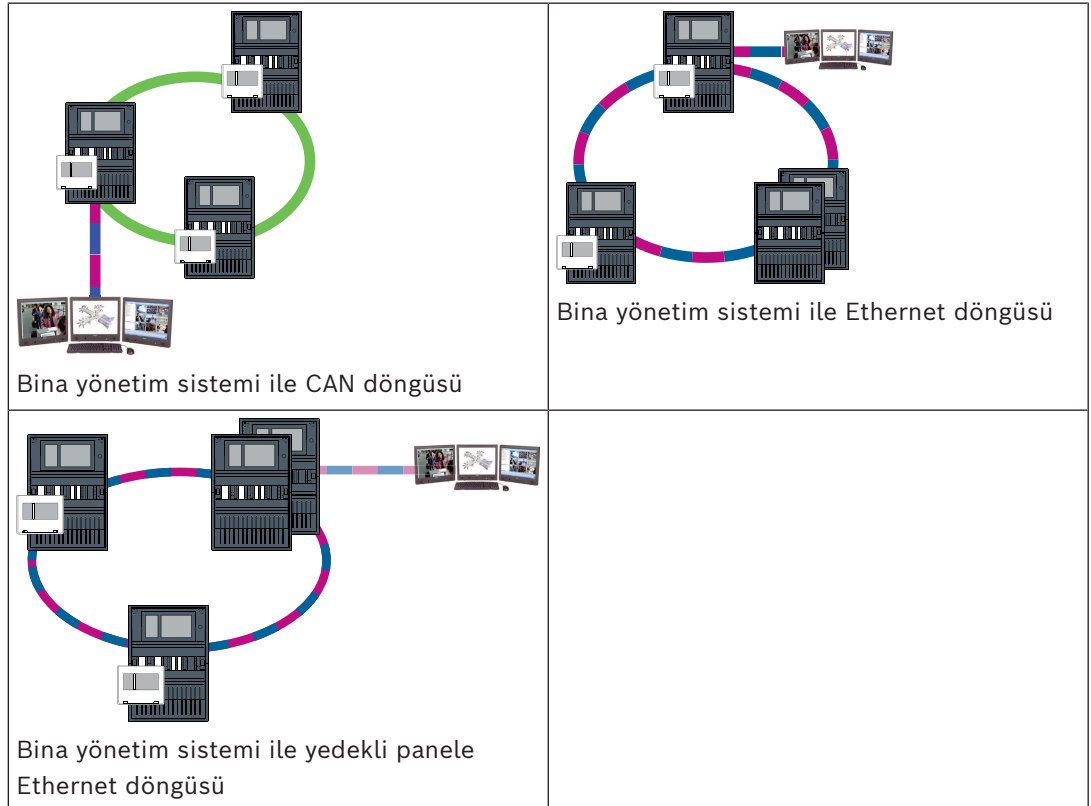 Bina yönetim sistemi ile CAN döngüsü
Bina yönetim sistemi ile Ethernet döngüsü
Bina yönetim sistemi ile yedekli panele
Ethernet döngüsü